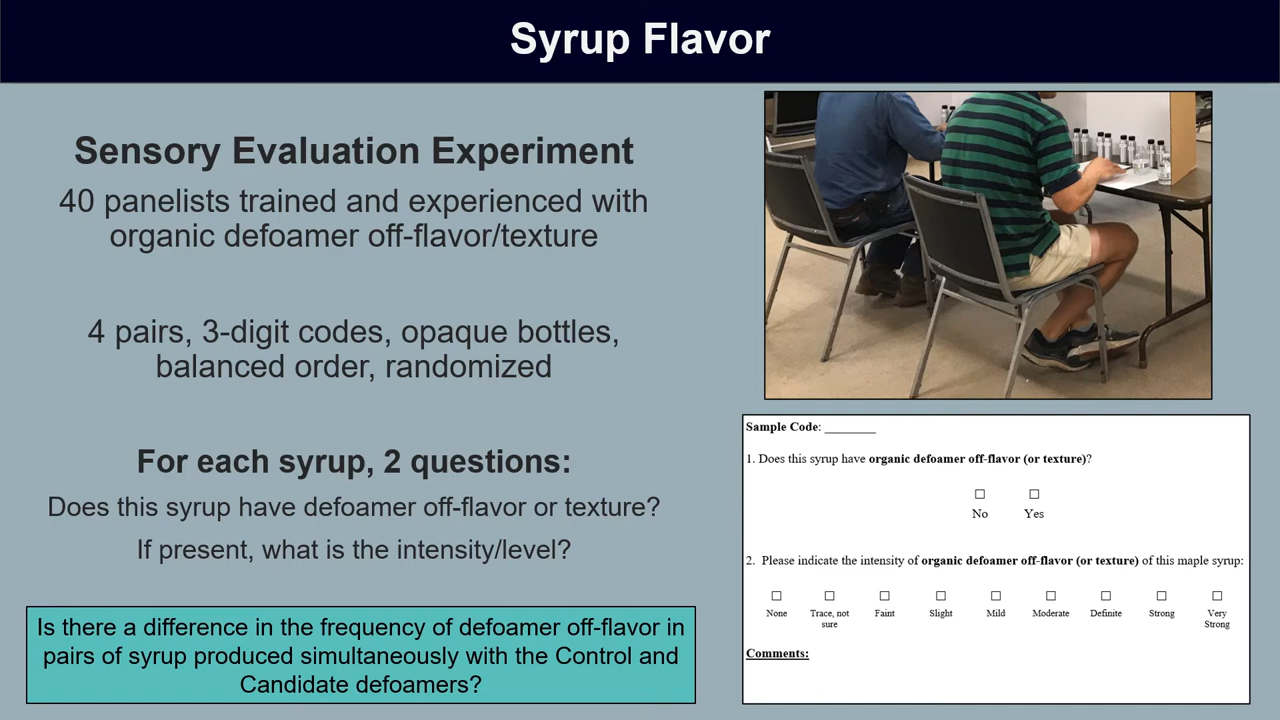 Syrup Flavor
Sensory Evaluation Experiment
40 panelists trained and experienced with
organic defoamer off-flavor/texture
4 pairs, 3-digit codes, opaque bottles,
balanced order, randomized
For each syrup, 2 questions:
Does this syrup have defoamer off-flavor or texture?
If present, what is the intensity/level?
Is there a difference in the frequency of defoamer off-flavor in
pairs of syrup produced simultaneously with the Control and
Candidate defoamers?
Sample Code: ________
1. Does this syrup have organic defoamer off-flavor (or texture)?
No Yes
2. Please indicate the intensity of organic defoamer off-flavor (or texture) of this maple syrup:
None Trace, not Faint Slight Mild Moderate Definite Strong Very
sure Strong
Comments: